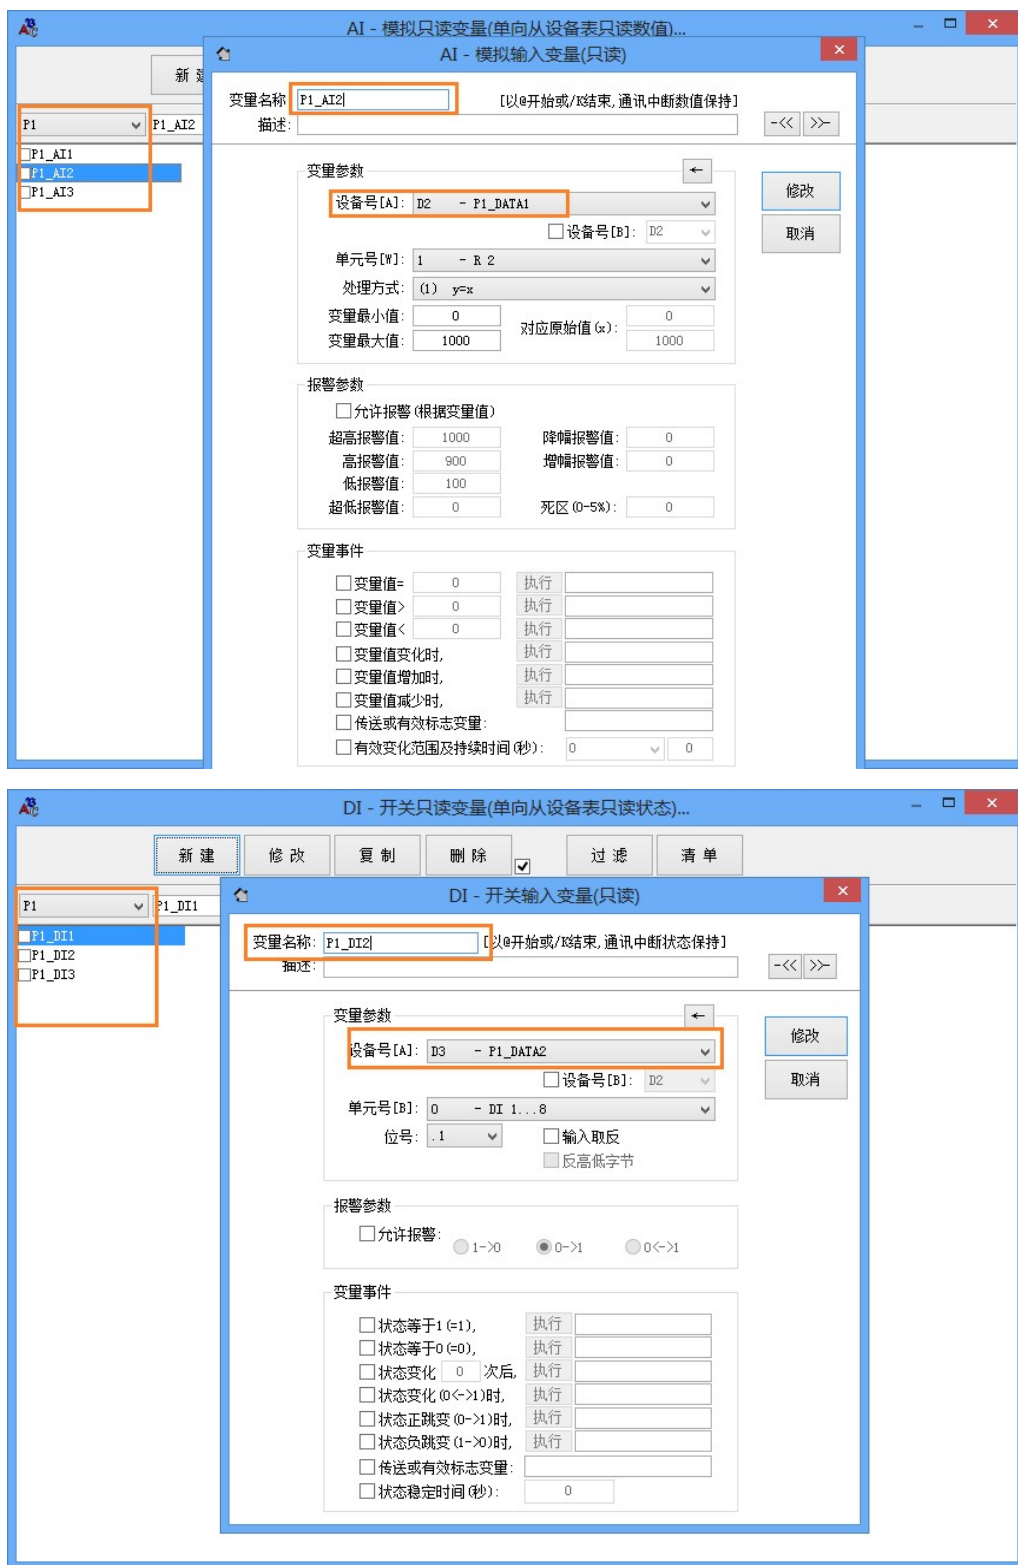 AI - 模拟只读变量(单向从设备表只读数值)...
AI - 模拟输入变量(只读)
新 建
变量名称: P1_AI2 [以@开始或/K结束,通讯中断数值保持]
P1 P1_AI2
描述: -<< >>-
P1_AI1
P1_AI2
P1_AI3
变量参数 ←
修改
设备号[A]: D2 - P1_DATA1
设备号[B]: D2
取消
单元号[W]: 1 - R 2
处理方式: (1) y=x
变量最小值: 0 对应原始值(x): 0
变量最大值: 1000 1000
报警参数
允许报警(根据变量值)
超高报警值: 1000 降幅报警值: 0
高报警值: 900 增幅报警值: 0
低报警值: 100
超低报警值: 0 死区(0-5%): 0
变量事件
变量值= 0 执行
变量值> 0 执行
变量值< 0 执行
变量值变化时, 执行
变量值增加时, 执行
变量值减少时, 执行
传送或有效标志变量:
有效变化范围及持续时间(秒): 0 0
DI - 开关只读变量(单向从设备表只读状态)...
新 建 修 改 复 制 删 除 过 滤 清 单
DI - 开关输入变量(只读)
P1 P1_DI1
变量名称: P1_DI2 [以@开始或/K结束,通讯中断状态保持]
P1_DI1
P1_DI2
P1_DI3
描述: -<< >>-
变量参数 ←
修改
设备号[A]: D3 - P1_DATA2
设备号[B]: D2
取消
单元号[B]: 0 - DI 1...8
位号: .1 输入取反
反高低字节
报警参数
允许报警: 1->0 0->1 0<->1
变量事件
状态等于1(=1), 执行
状态等于0(=0), 执行
状态变化 0 次后, 执行
状态变化(0<->1)时, 执行
状态正跳变(0->1)时, 执行
状态负跳变(1->0)时, 执行
传送或有效标志变量:
状态稳定时间(秒): 0